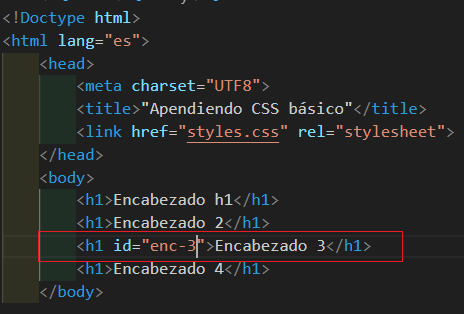 <!Doctype html>
<html lang="es">
<head>
<meta charset="UTF8">
<title>"Apendiendo CSS básico"</title>
<link href="styles.css" rel="stylesheet">
</head>
<body>
<h1>Encabezado h1</h1>
<h1>Encabezado 2</h1>
<h1 id="enc-3">Encabezado 3</h1>
<h1>Encabezado 4</h1>
</body>